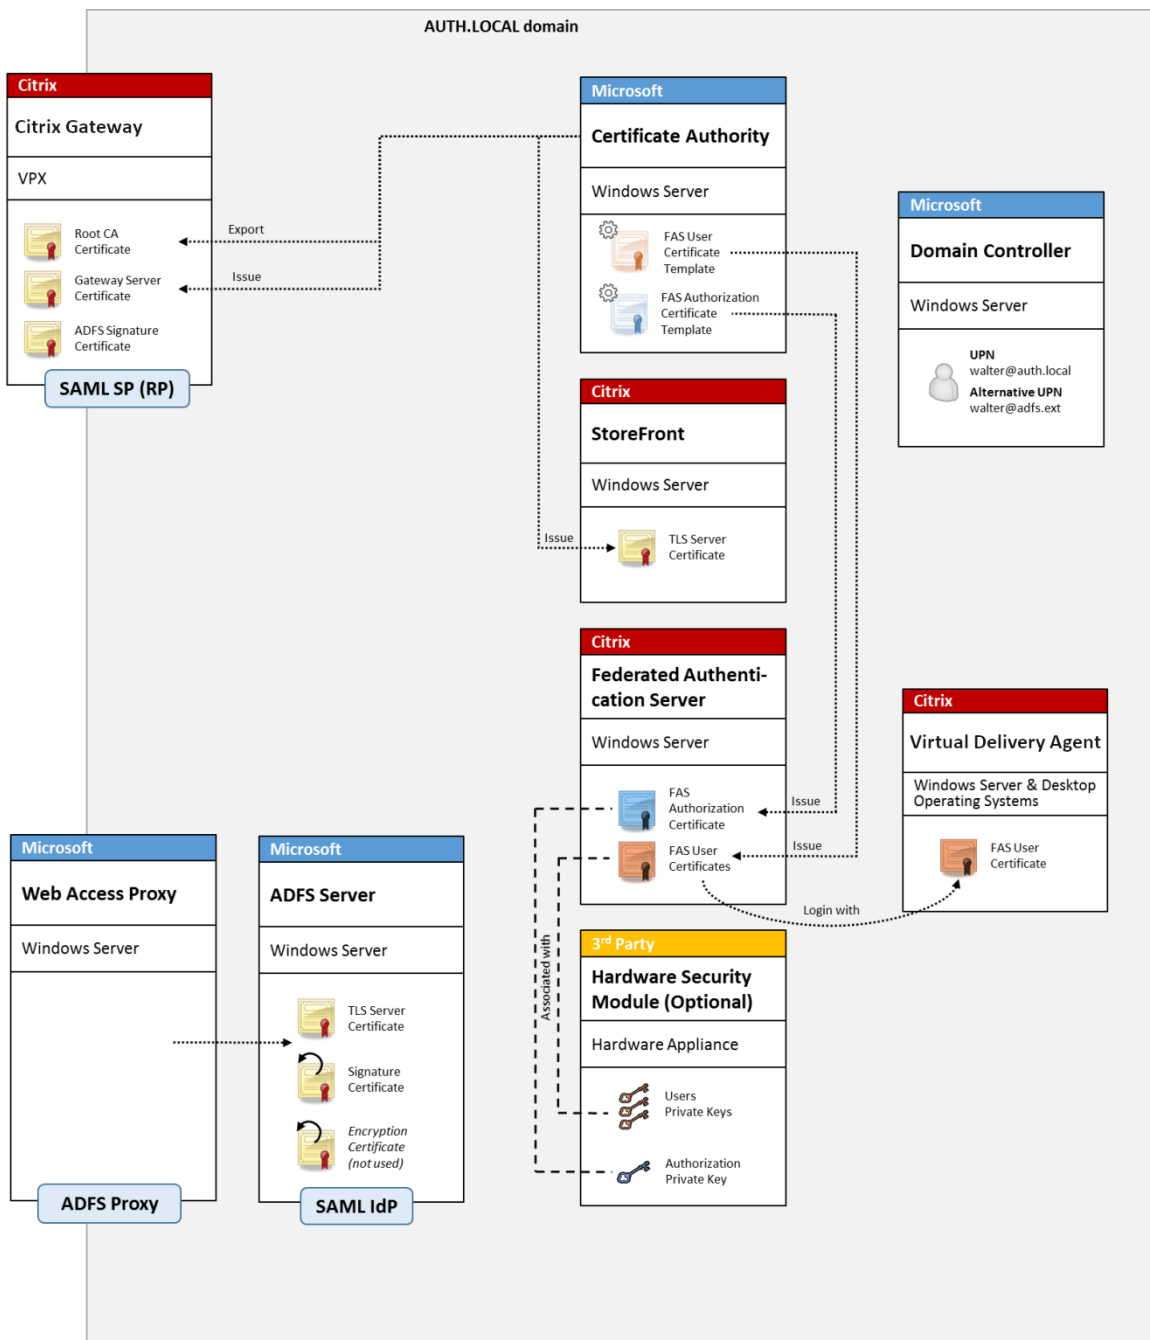 AUTH.LOCAL domain
Citrix
Citrix Gateway
VPX
Root CA
Certificate
Gateway Server
Certificate
ADFS Signature
Certificate
SAML SP (RP)
Export
Issue
Microsoft
Certificate Authority
Windows Server
FAS User
Certificate
Template
FAS Authorization
Certificate
Template
Microsoft
Domain Controller
Windows Server
UPN
walter@auth.local
Alternative UPN
walter@adfs.ext
Citrix
StoreFront
Windows Server
Issue
TLS Server
Certificate
Citrix
Federated Authenti-
cation Server
Windows Server
FAS
Authorization
Certificate
FAS User
Certificates
Issue
Issue
Login with
Citrix
Virtual Delivery Agent
Windows Server & Desktop
Operating Systems
FAS User
Certificate
Microsoft
Web Access Proxy
Windows Server
ADFS Proxy
Microsoft
ADFS Server
Windows Server
TLS Server
Certificate
Signature
Certificate
Encryption
Certificate
(not used)
SAML IdP
Associated with
3rd Party
Hardware Security
Module (Optional)
Hardware Appliance
Users
Private Keys
Authorization
Private Key